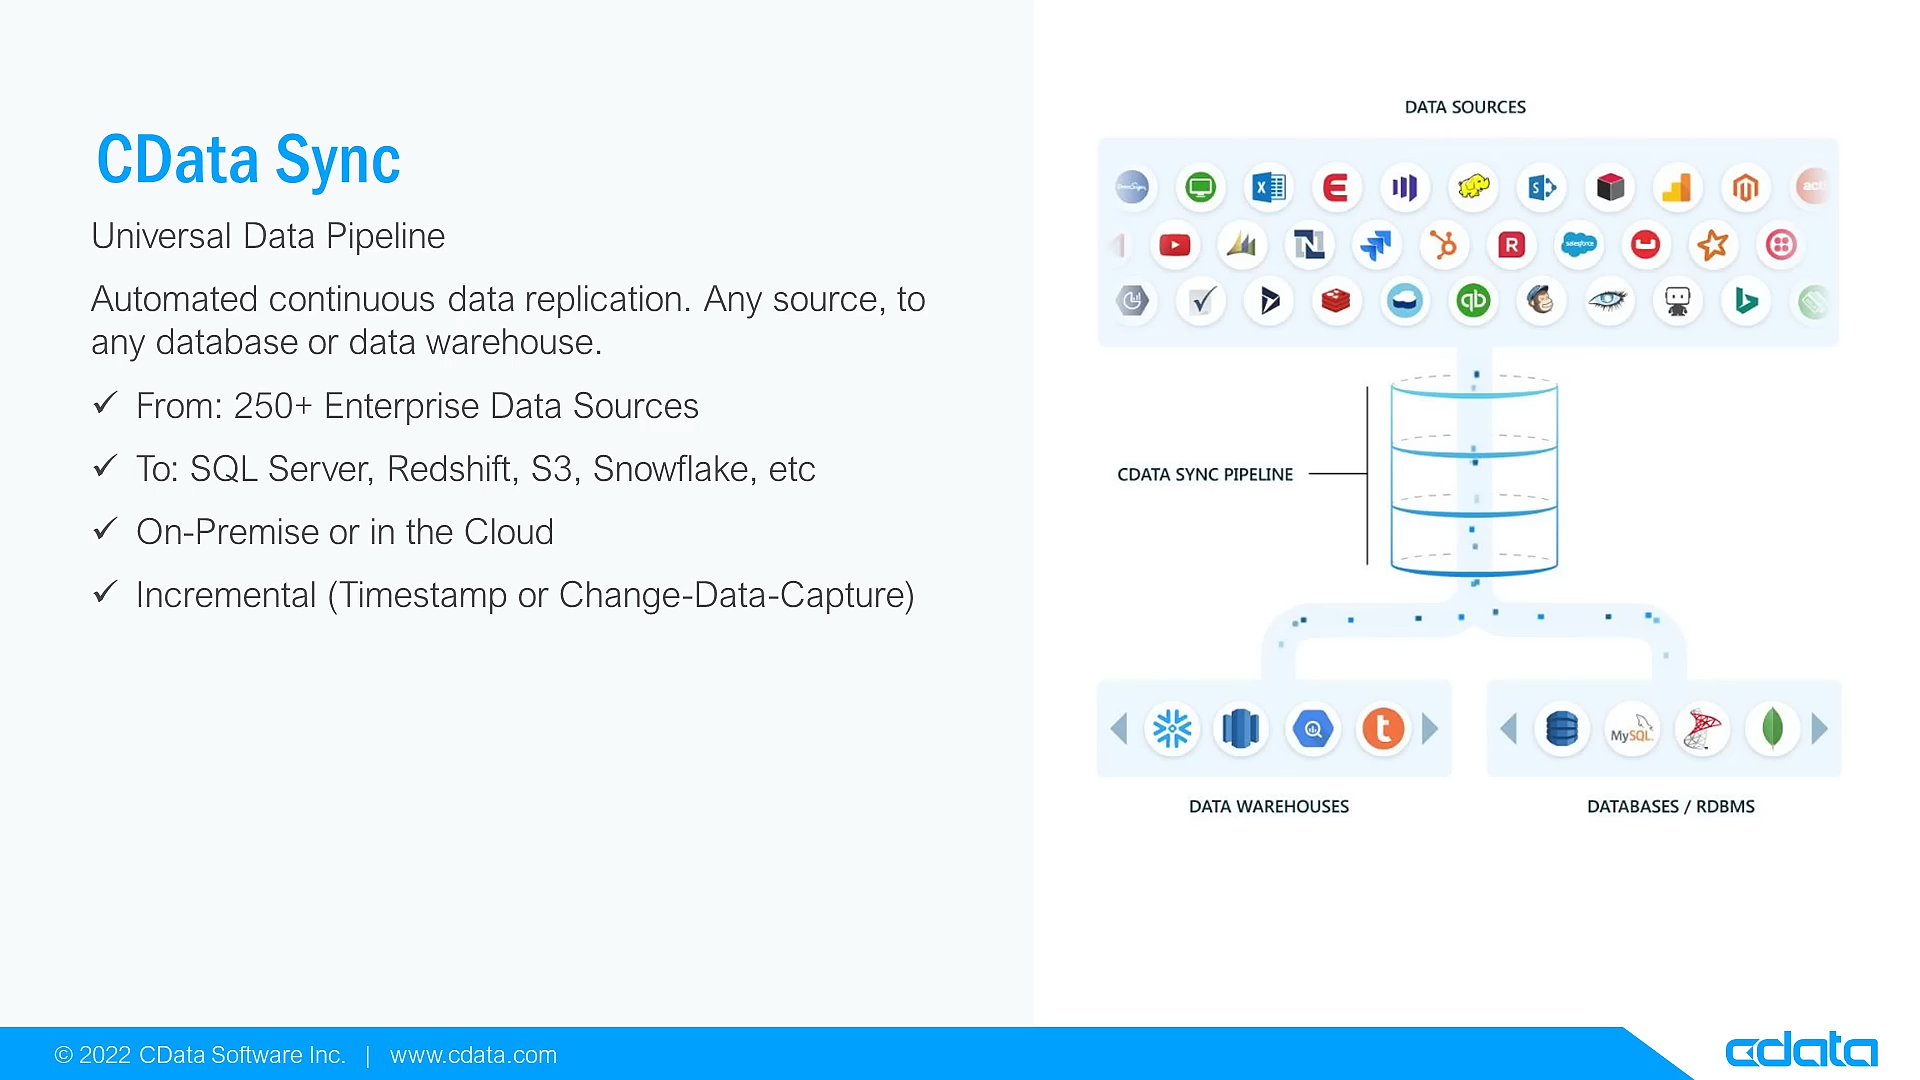 CData Sync
Universal Data Pipeline
Automated continuous data replication. Any source, to
any database or data warehouse.
✓ From: 250+ Enterprise Data Sources
✓ To: SQL Server, Redshift, S3, Snowflake, etc
✓ On-Premise or in the Cloud
✓ Incremental (Timestamp or Change-Data-Capture)
DATA SOURCES
X
S
act
N
R
salesforce
qb
CDATA SYNC PIPELINE
t
MySQL
DATA WAREHOUSES
DATABASES / RDBMS
© 2022 CData Software Inc. | www.cdata.com
cdata